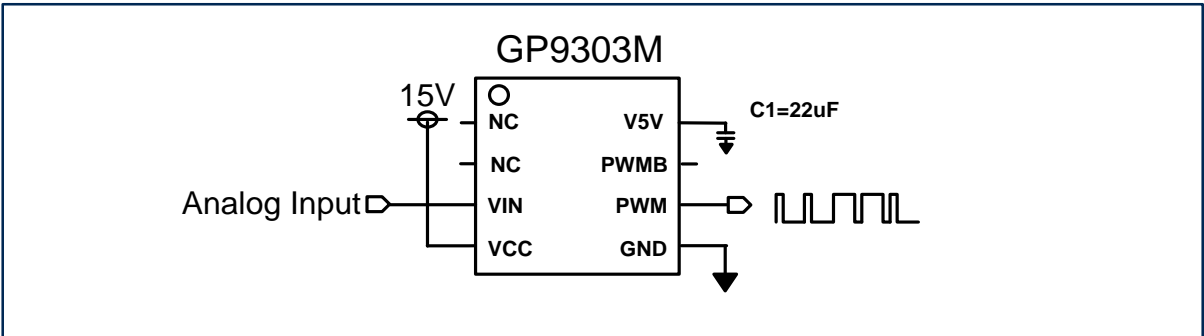 GP9303M
15V
C1=22uF
NC V5V
NC PWMB
Analog Input VIN PWM
VCC GND